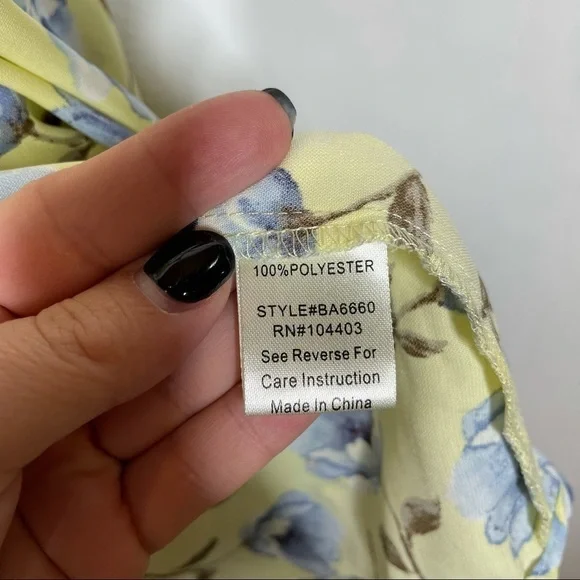 100%POLYESTER
STYLE#BA6660
RN#104403
See Reverse For
Care Instruction
Made In China